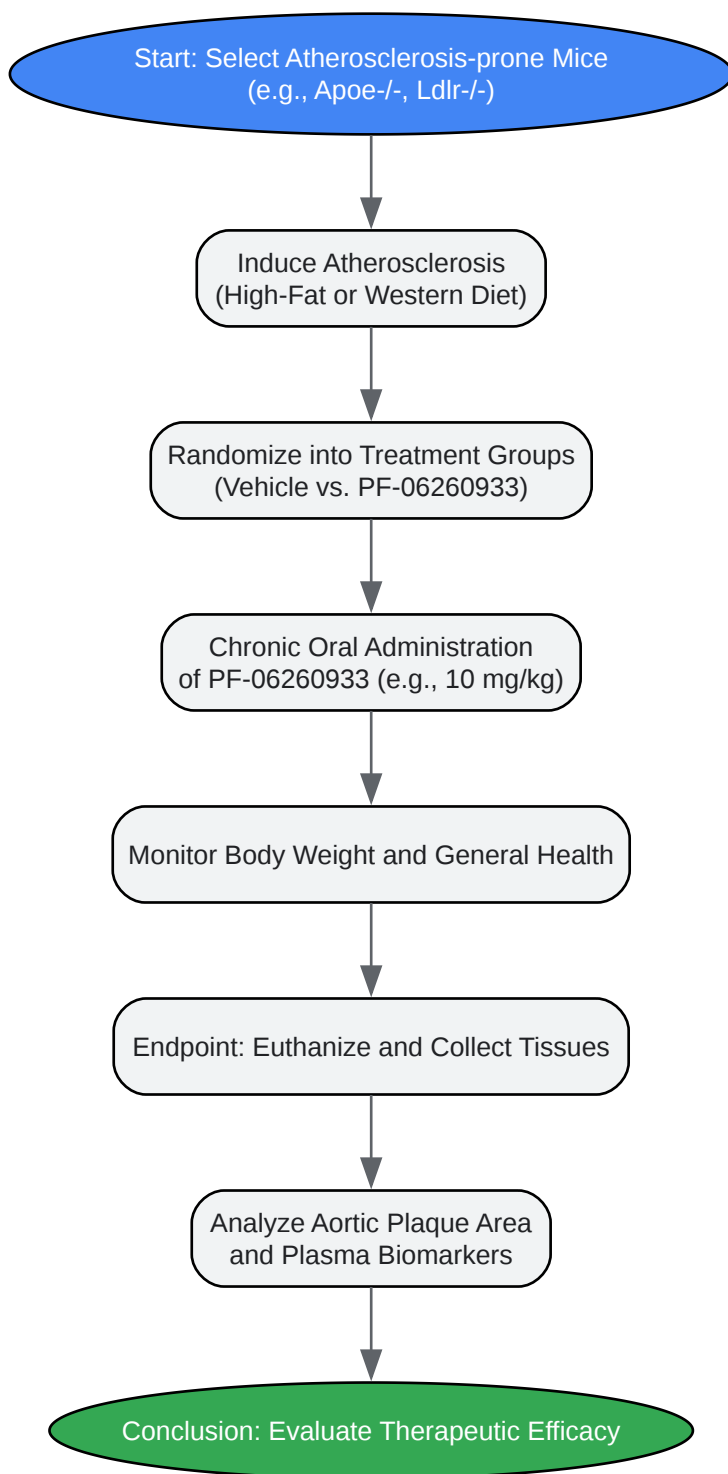 Start: Select Atherosclerosis-prone Mice
(e.g., Apoe-/-, Ldlr-/-)
Induce Atherosclerosis
(High-Fat or Western Diet)
Randomize into Treatment Groups
(Vehicle vs. PF-06260933)
Chronic Oral Administration
of PF-06260933 (e.g., 10 mg/kg)
Monitor Body Weight and General Health
Endpoint: Euthanize and Collect Tissues
Analyze Aortic Plaque Area
and Plasma Biomarkers
Conclusion: Evaluate Therapeutic Efficacy